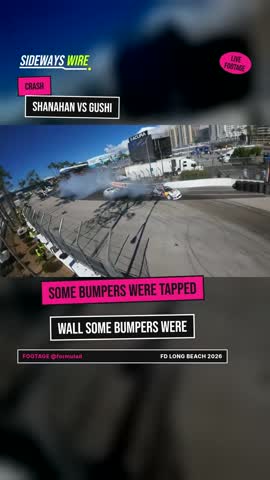 SIDEWAYS WIRE.
LIVE
FOOTAGE
CRASH
SHANAHAN VS GUSHI
ACURA
SOME BUMPERS WERE TAPPED
WALL SOME BUMPERS WERE
FOOTAGE @formulad
FD LONG BEACH 2026